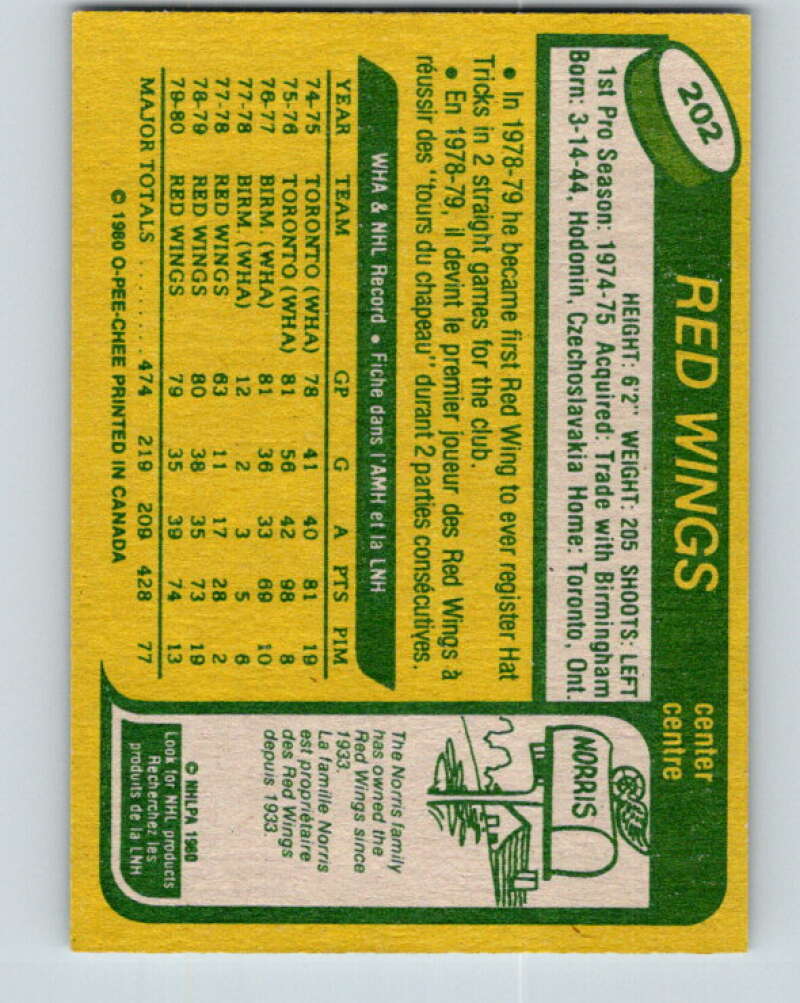 202
RED WINGS
center
centre
HEIGHT: 6'2" WEIGHT: 205 SHOOTS: LEFT
1st Pro Season: 1974-75 Acquired: Trade with Birmingham
Born: 3-14-44, Hodonin, Czechoslavakia Home: Toronto, Ont.
• In 1978-79 he became first Red Wing to ever register Hat
Tricks in 2 straight games for the club.
• En 1978-79, il devint le premier joueur des Red Wings à
réussir des "tours du chapeau" durant 2 parties consécutives.
WHA & NHL Record • Fiche dans l'AMH et la LNH
YEAR TEAM GP G A PTS PIM
74-75 TORONTO (WHA) 78 41 40 81 19
75-76 TORONTO (WHA) 81 56 42 98 8
76-77 BIRM. (WHA) 81 36 33 69 10
77-78 BIRM. (WHA) 12 2 3 5 6
77-78 RED WINGS 63 11 17 28 2
78-79 RED WINGS 80 38 35 73 19
79-80 RED WINGS 79 35 39 74 13
MAJOR TOTALS ......... 474 219 209 428 77
© 1980 O-PEE-CHEE PRINTED IN CANADA
NORRIS
The Norris family
has owned the
Red Wings since
1933.
La famille Norris
est propriétaire
des Red Wings
depuis 1933.
© NHLPA 1980
Look for NHL products
Recherchez les
produits de la LNH